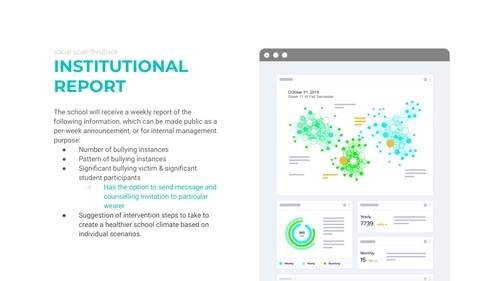 social-scale feedback
INSTITUTIONAL
REPORT
The school will receive a weekly report of the
following information, which can be made public as a
per-week announcement, or for internal management
purpose:
● Number of bullying instances
● Pattern of bullying instances
● Significant bullying victim & significant
student participants
○ Has the option to send message and
counselling invitation to particular
wearer
● Suggestion of intervention steps to take to
create a healthier school climate based on
individual scenarios.
October 31, 2019
Week 11 of Fall Semester
Yearly
7739
Monthly
15
Weekly Yearly Quarterly